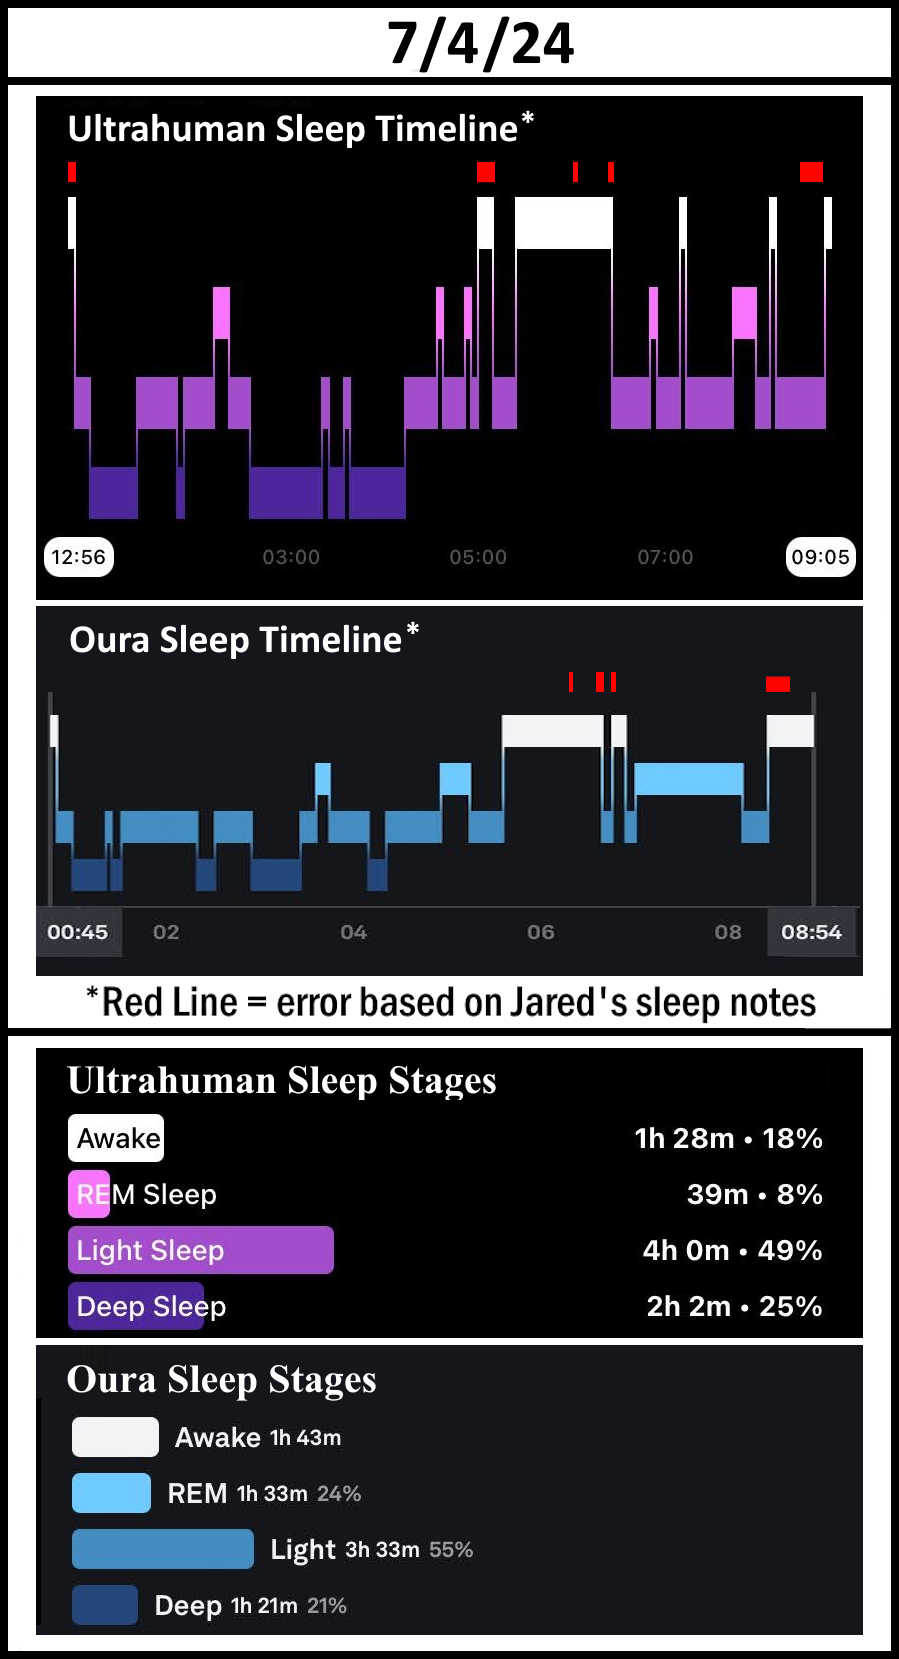 7/4/24
Ultrahuman Sleep Timeline*
12:56 03:00 05:00 07:00 09:05
Oura Sleep Timeline*
00:45 02 04 06 08 08:54
*Red Line = error based on Jared's sleep notes
Ultrahuman Sleep Stages
Awake 1h 28m • 18%
REM Sleep 39m • 8%
Light Sleep 4h 0m • 49%
Deep Sleep 2h 2m • 25%
Oura Sleep Stages
Awake 1h 43m
REM 1h 33m 24%
Light 3h 33m 55%
Deep 1h 21m 21%